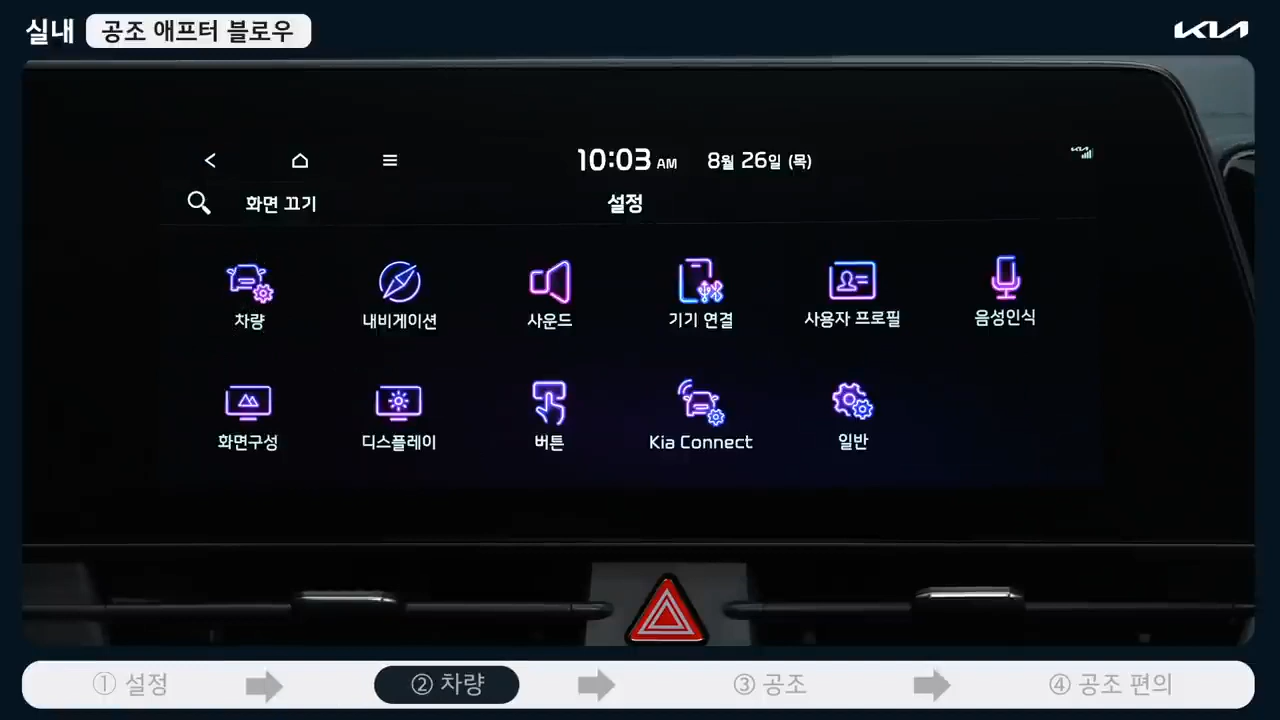 실내 공조 애프터 블로우
KIA
10:03 AM 8월 26일 (목)
화면 끄기 설정
차량 내비게이션 사운드 기기 연결 사용자 프로필 음성인식
화면구성 디스플레이 버튼 Kia Connect 일반
① 설정 ② 차량 ③ 공조 ④ 공조 편의